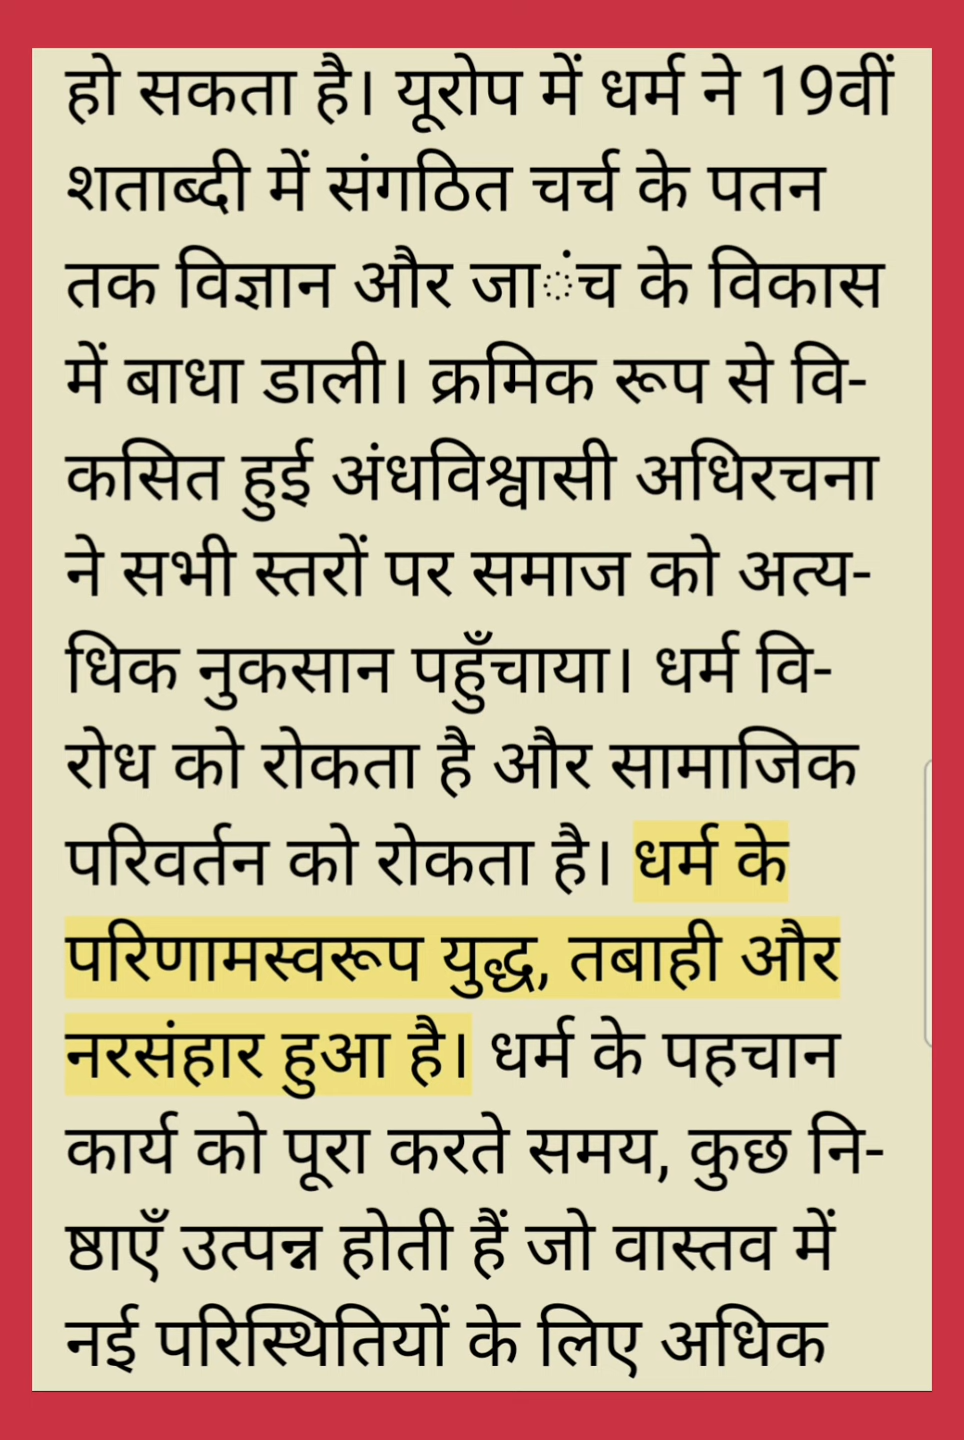 हो सकता है। यूरोप में धर्म ने 19वीं
शताब्दी में संगठित चर्च के पतन
तक विज्ञान और जा ंच के विकास
में बाधा डाली। क्रमिक रूप से वि-
कसित हुई अंधविश्वासी अधिरचना
ने सभी स्तरों पर समाज को अत्य-
धिक नुकसान पहुँचाया। धर्म वि-
रोध को रोकता है और सामाजिक
परिवर्तन को रोकता है। धर्म के
परिणामस्वरूप युद्ध, तबाही और
नरसंहार हुआ है। धर्म के पहचान
कार्य को पूरा करते समय, कुछ नि-
ष्ठाएँ उत्पन्न होती हैं जो वास्तव में
नई परिस्थितियों के लिए अधिक